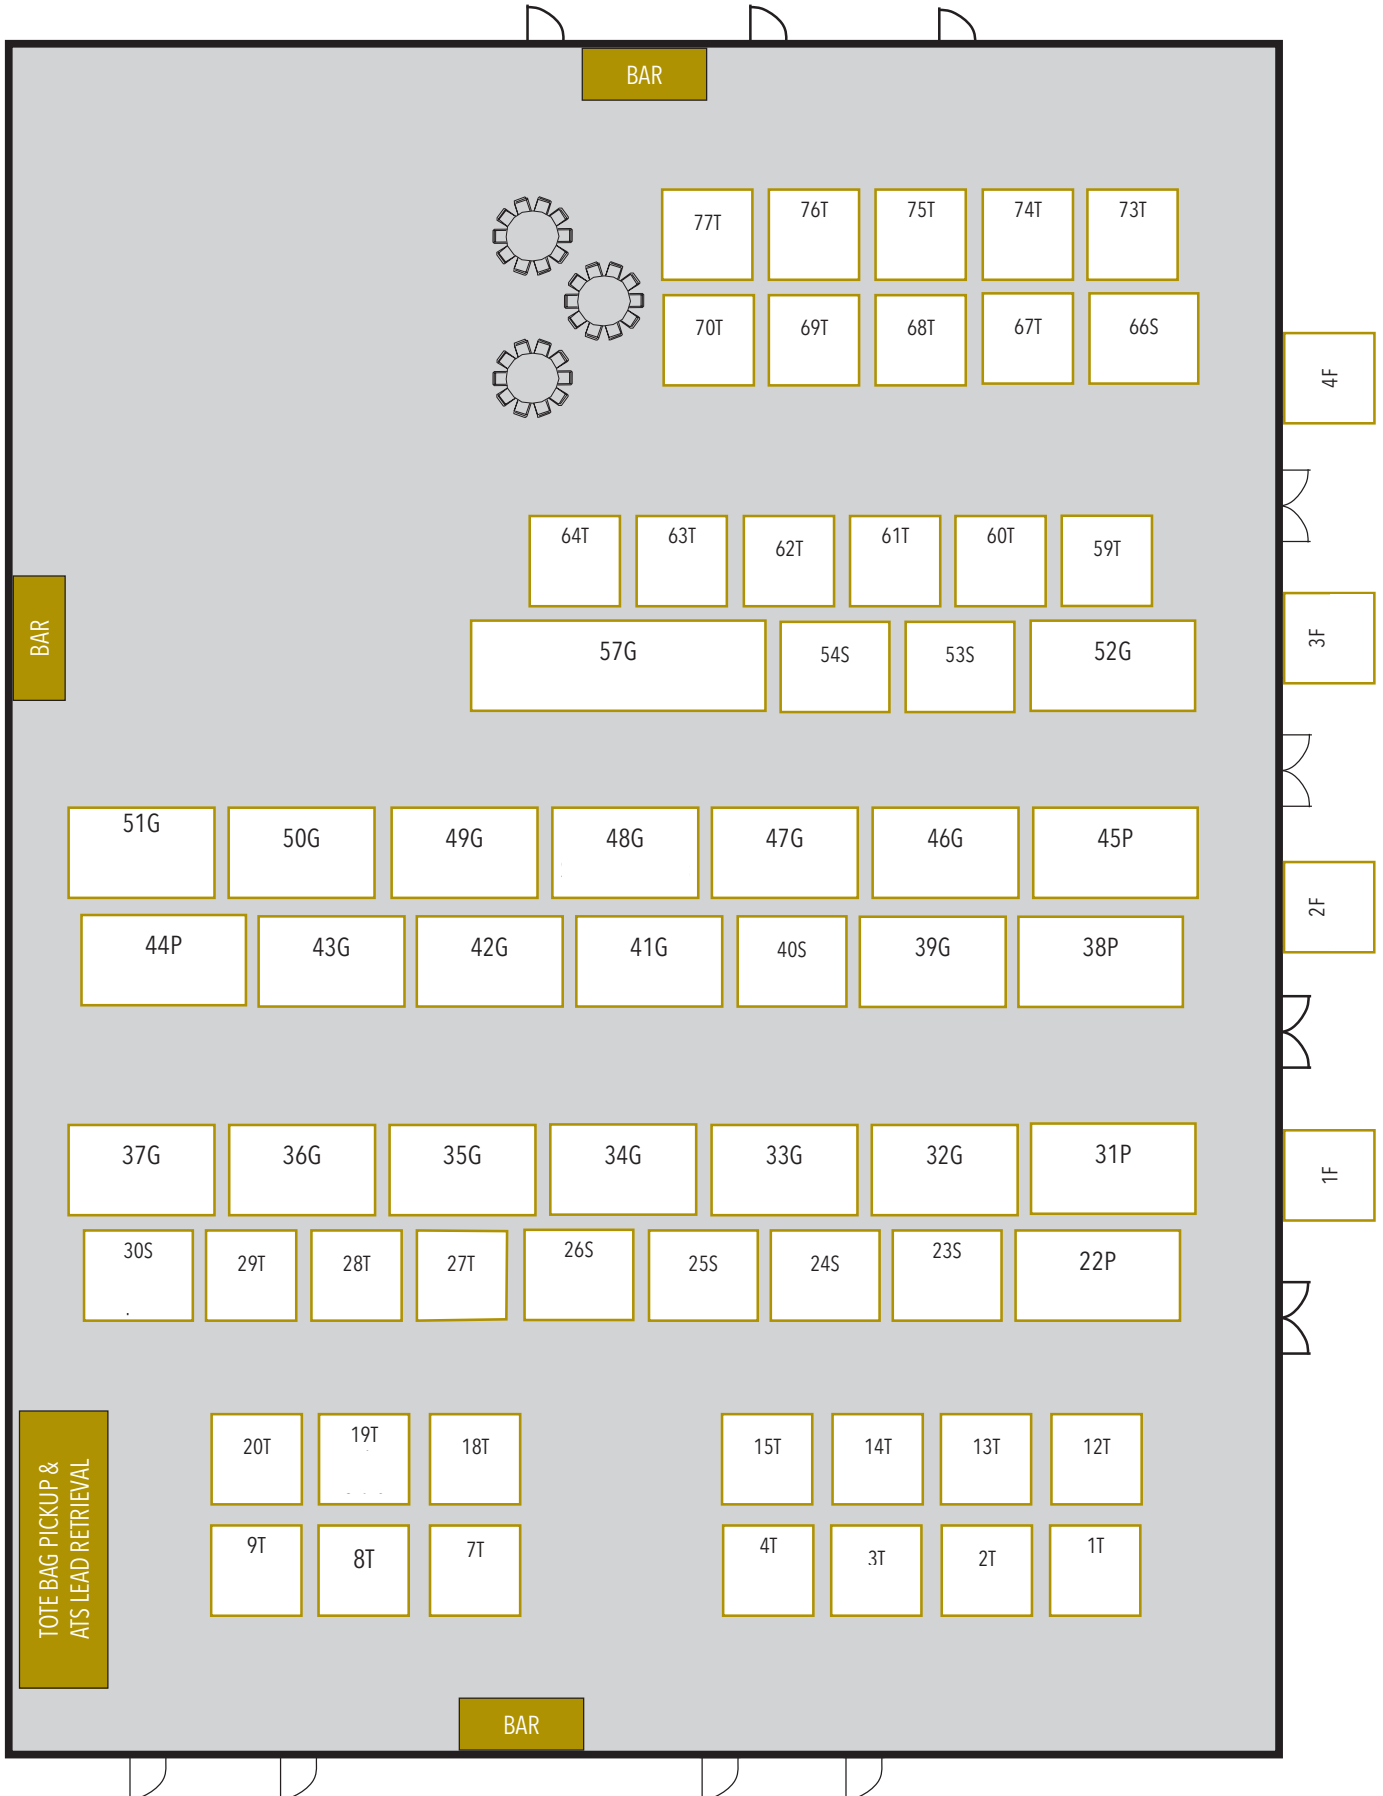 BAR
77T
76T
75T
74T
73T
70T
69T
68T
67T
66S
4F
64T
63T
62T
61T
60T
59T
BAR
57G
54S
53S
52G
3F
51G
50G
49G
48G
47G
46G
45P
2F
44P
43G
42G
41G
40S
39G
38P
37G
36G
35G
34G
33G
32G
31P
1F
30S
29T
28T
27T
26S
25S
24S
23S
22P
TOTE BAG PICKUP &
ATS LEAD RETRIEVAL
20T
19T
18T
15T
14T
13T
12T
9T
8T
7T
4T
3T
2T
1T
BAR